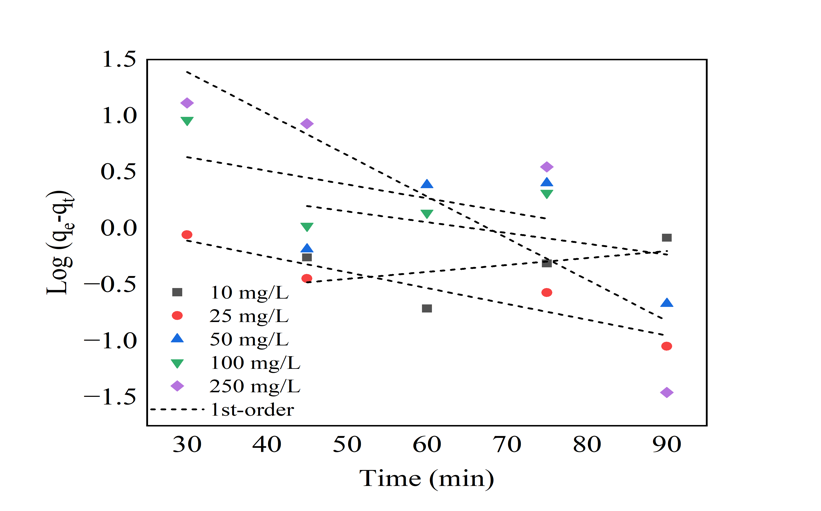 1.5
1.0
0.5
0.0
−0.5
−1.0
−1.5
Log (qe-qt)
10 mg/L
25 mg/L
50 mg/L
100 mg/L
250 mg/L
1st-order
30 40 50 60 70 80 90
Time (min)